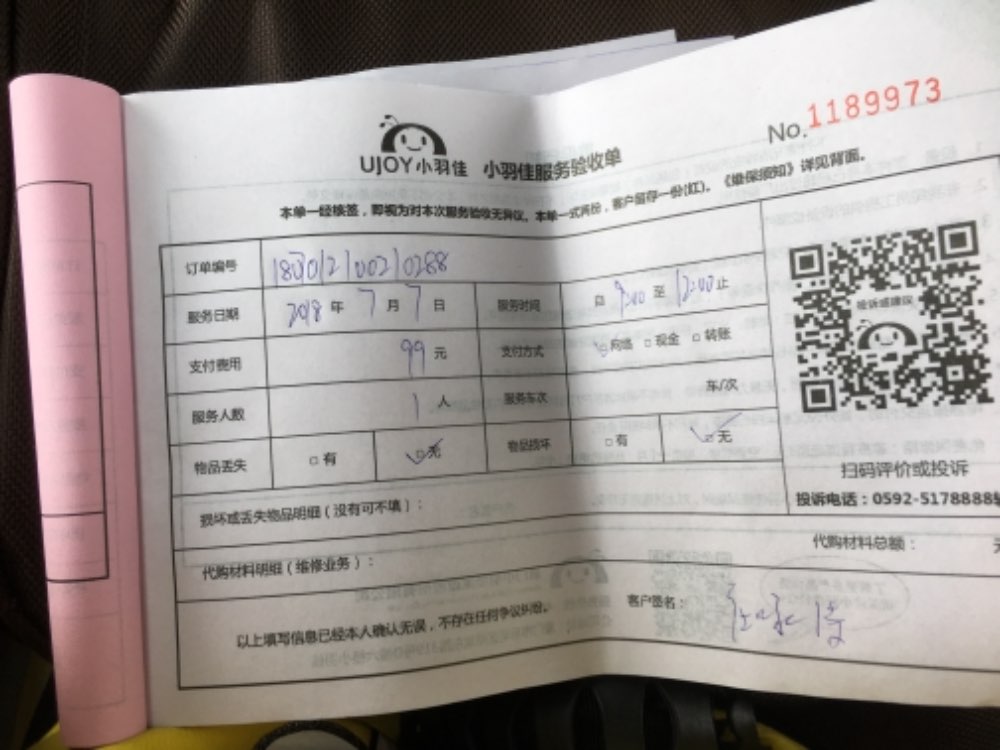 No.1189973
UJOY小羽佳 小羽佳服务验收单
本单一经核签，即视为对本次服务验收无异议。本单一式两份，客户留存一份(红)。《维保须知》详见背面。
订单编号
服务日期 2018 年 7 月 7 日 服务时间 自 9:00 至 12:00 止
支付费用 99 元 支付方式 □网络 □现金 □转账
服务人数 1 人 服务车次 车/次
物品丢失 □有 □无 物品损坏 □有 □无
投诉或建议
扫码评价或投诉
投诉电话：0592-5178888
损坏或丢失物品明细（没有可不填）：
代购材料明细（维修业务）： 代购材料总额：
以上填写信息已经本人确认无误，不存在任何争议纠纷。 客户签名：